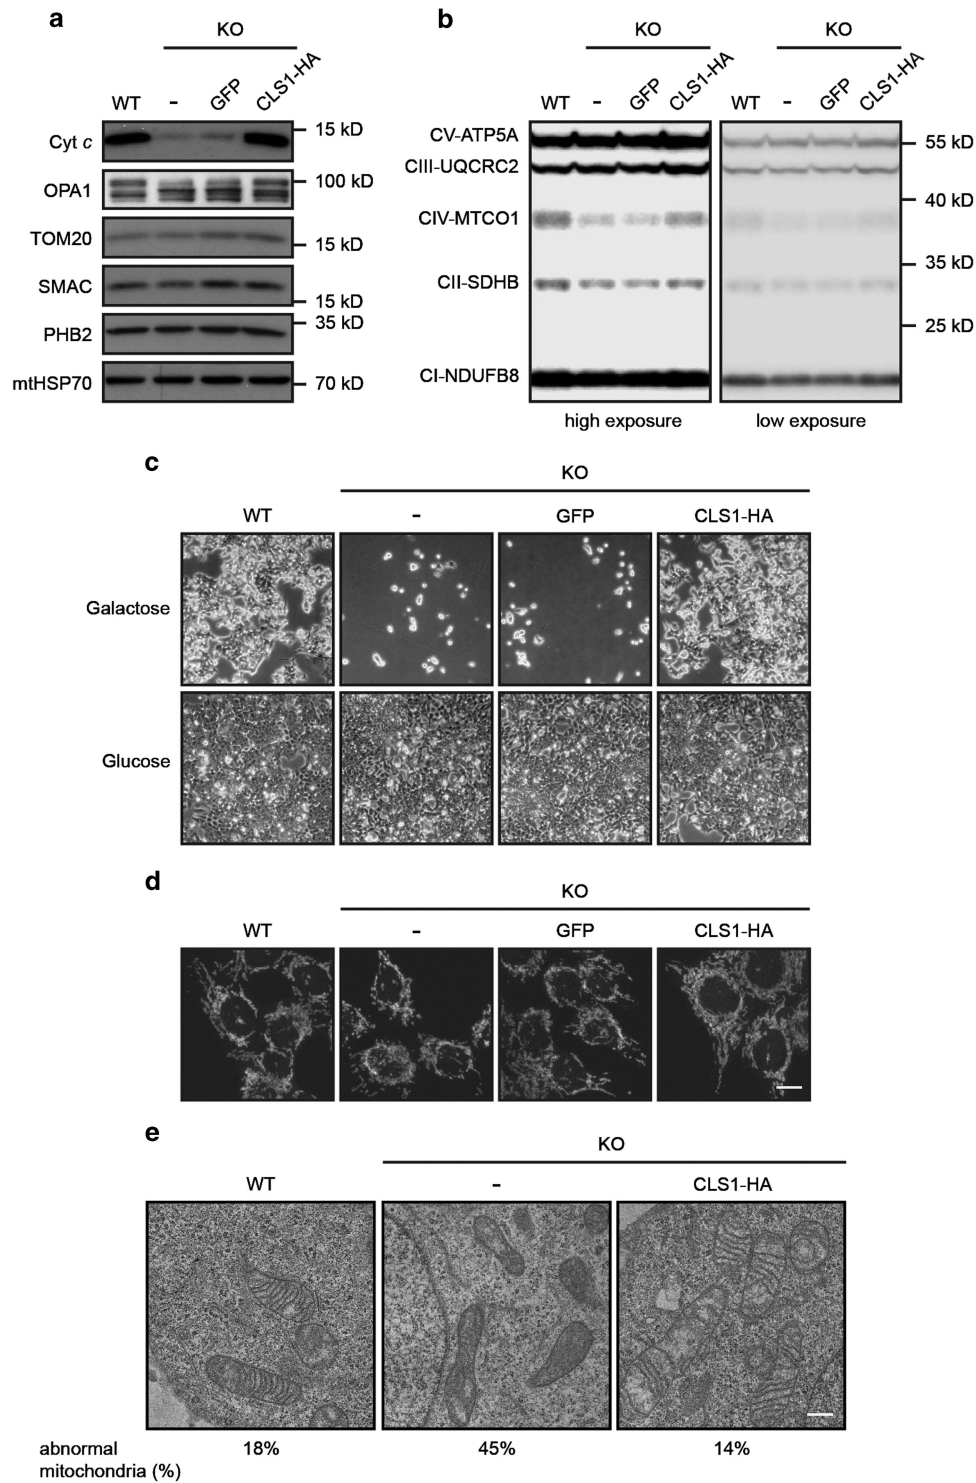 a
KO
WT - GFP CLS1-HA
Cyt c
15 kD
OPA1
100 kD
TOM20
15 kD
SMAC
15 kD
PHB2
35 kD
mtHSP70
70 kD
b
KO KO
WT - GFP CLS1-HA WT - GFP CLS1-HA
CV-ATP5A
55 kD
CIII-UQCRC2
40 kD
CIV-MTCO1
35 kD
CII-SDHB
25 kD
CI-NDUFB8
high exposure low exposure
c
KO
WT - GFP CLS1-HA
Galactose
Glucose
d
KO
WT - GFP CLS1-HA
e
KO
WT - CLS1-HA
abnormal 18% 45% 14%
mitochondria (%)